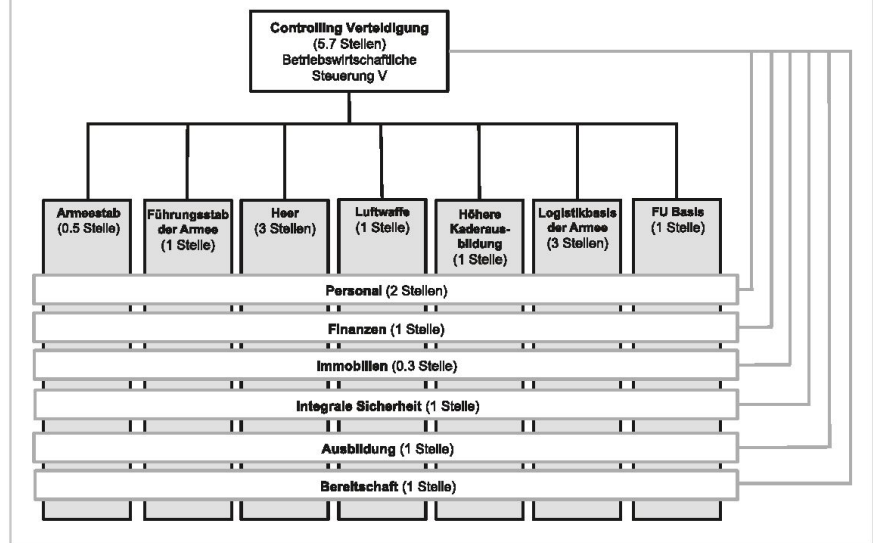 Controlling Verteidigung
(5.7 Stellen)
Betriebswirtschaftliche
Steuerung V
Armeestab
(0.5 Stelle)
Führungsstab
der Armee
(1 Stelle)
Heer
(3 Stellen)
Luftwaffe
(1 Stelle)
Höhere
Kaderaus-
bildung
(1 Stelle)
Logistikbasis
der Armee
(3 Stellen)
FU Basis
(1 Stelle)
Personal (2 Stellen)
Finanzen (1 Stelle)
Immobilien (0.3 Stelle)
Integrale Sicherheit (1 Stelle)
Ausbildung (1 Stelle)
Bereitschaft (1 Stelle)